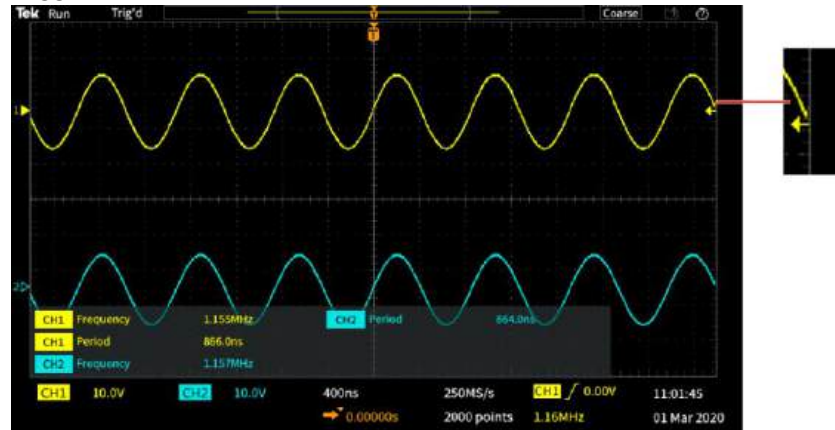 Tek Run Trig'd Coarse
T
1
2
CH1 Frequency 1.155MHz CH2 Period 864.0ns
CH1 Period 866.0ns
CH2 Frequency 1.157MHz
CH1 10.0V CH2 10.0V 400ns 250MS/s CH1 0.00V 11:01:45
0.00000s 2000 points 1.16MHz 01 Mar 2020